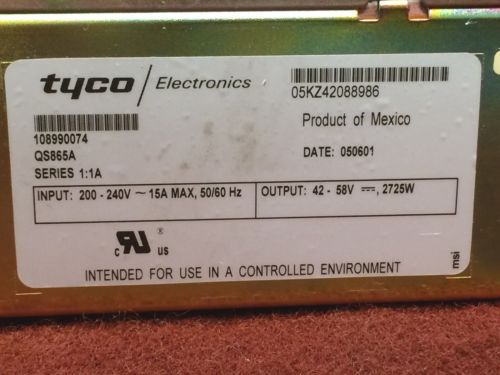 tyco / Electronics
05KZ42088986
Product of Mexico
108990074
QS865A
DATE: 050601
SERIES 1:1A
INPUT: 200 - 240V ~ 15A MAX, 50/60 Hz
OUTPUT: 42 - 58V ⎓, 2725W
c RU ® US
INTENDED FOR USE IN A CONTROLLED ENVIRONMENT
msi